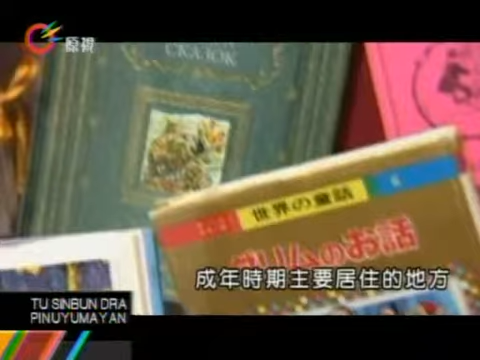 原視
СКАЗОК
世界の童話
グリムのお話
成年時期主要居住的地方
TU SINBUN DRA
PINUYUMAYAN